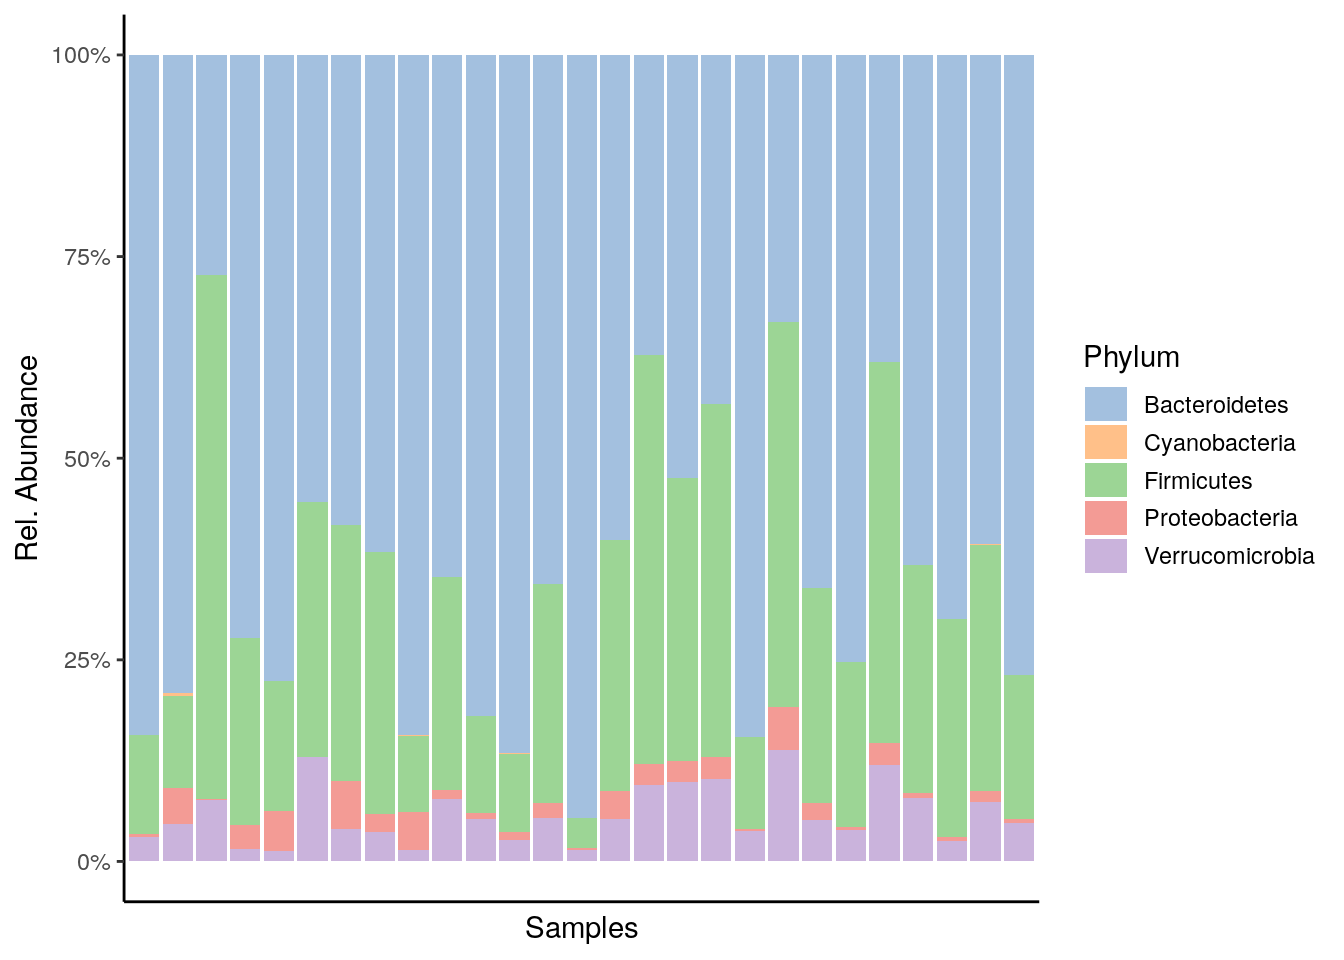 100%
75%
50%
25%
0%
Rel. Abundance
Samples
Phylum
Bacteroidetes
Cyanobacteria
Firmicutes
Proteobacteria
Verrucomicrobia